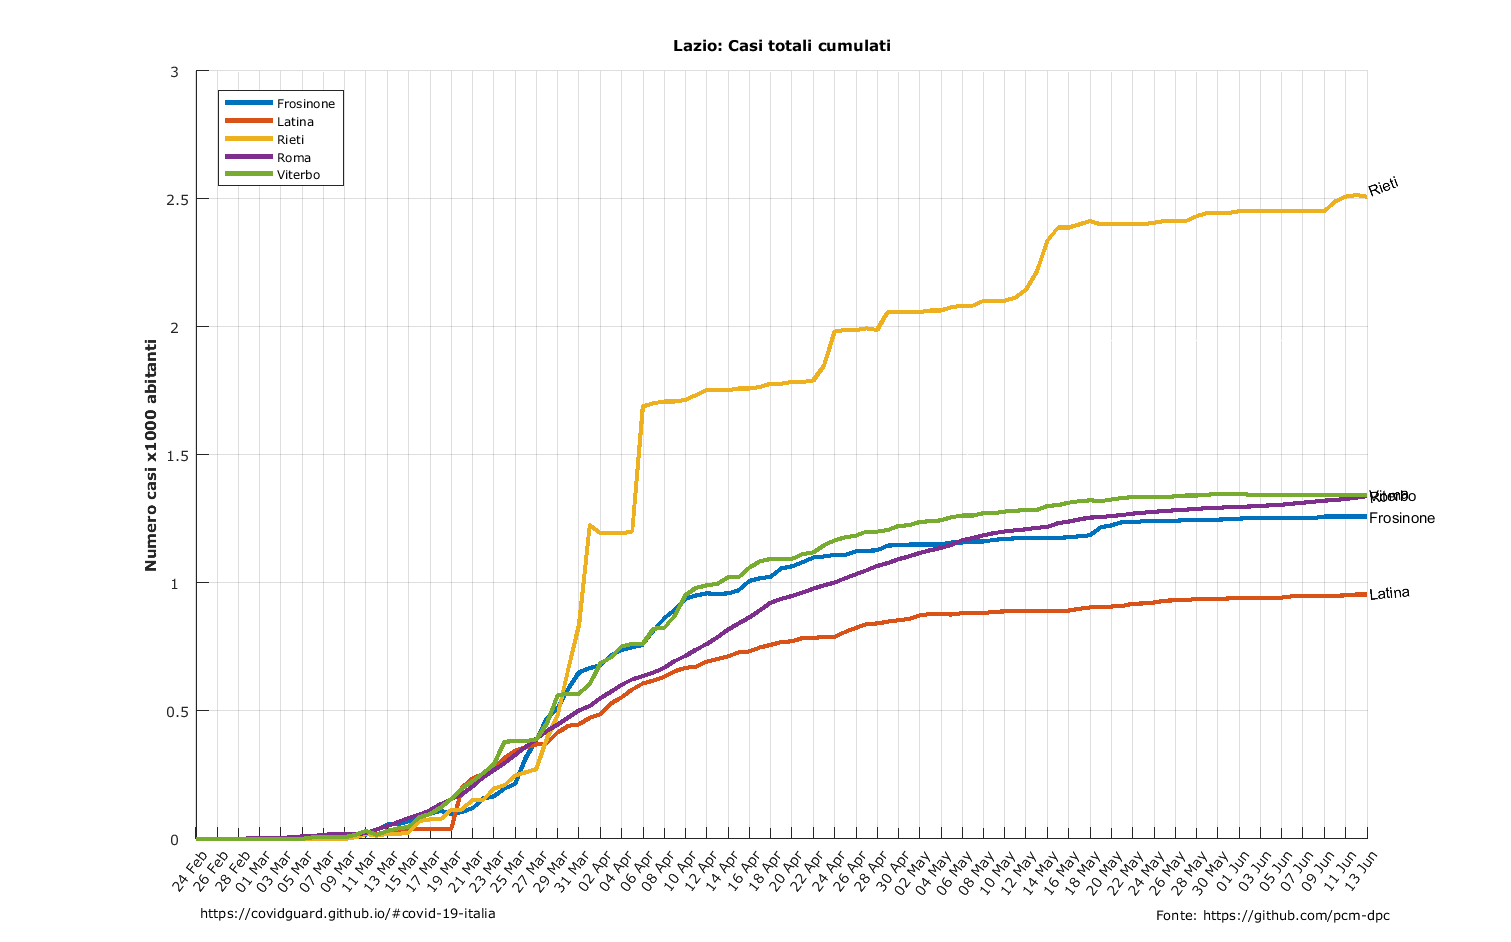 Lazio: Casi totali cumulati
Numero casi x1000 abitanti
3
2.5
2
1.5
1
0.5
0
Frosinone
Latina
Rieti
Roma
Viterbo
Rieti
Viterbo
Roma
Frosinone
Latina
24 Feb
26 Feb
28 Feb
01 Mar
03 Mar
05 Mar
07 Mar
09 Mar
11 Mar
13 Mar
15 Mar
17 Mar
19 Mar
21 Mar
23 Mar
25 Mar
27 Mar
29 Mar
31 Mar
02 Apr
04 Apr
06 Apr
08 Apr
10 Apr
12 Apr
14 Apr
16 Apr
18 Apr
20 Apr
22 Apr
24 Apr
26 Apr
28 Apr
30 Apr
02 May
04 May
06 May
08 May
10 May
12 May
14 May
16 May
18 May
20 May
22 May
24 May
26 May
28 May
30 May
01 Jun
03 Jun
05 Jun
07 Jun
09 Jun
11 Jun
13 Jun
https://covidguard.github.io/#covid-19-italia
Fonte: https://github.com/pcm-dpc